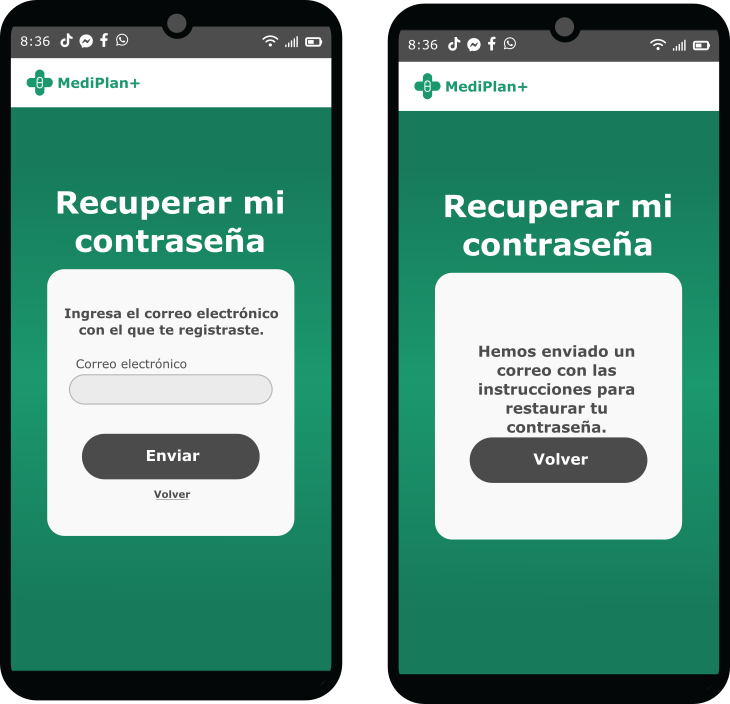 8:36
MediPlan+
Recuperar mi
contraseña
Ingresa el correo electrónico
con el que te registraste.
Correo electrónico
Enviar
Volver
8:36
MediPlan+
Recuperar mi
contraseña
Hemos enviado un
correo con las
instrucciones para
restaurar tu
contraseña.
Volver